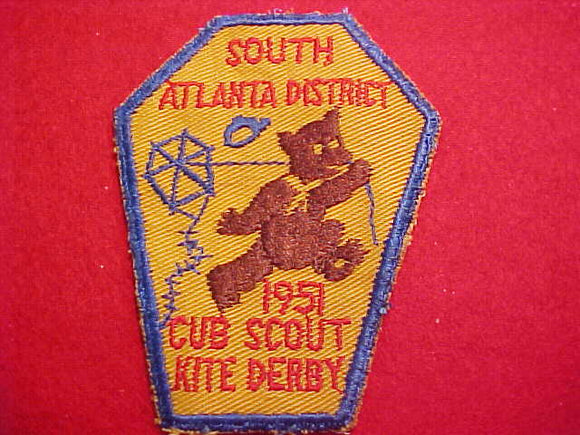 SOUTH
ATLANTA DISTRICT
1951
CUB SCOUT
KITE DERBY